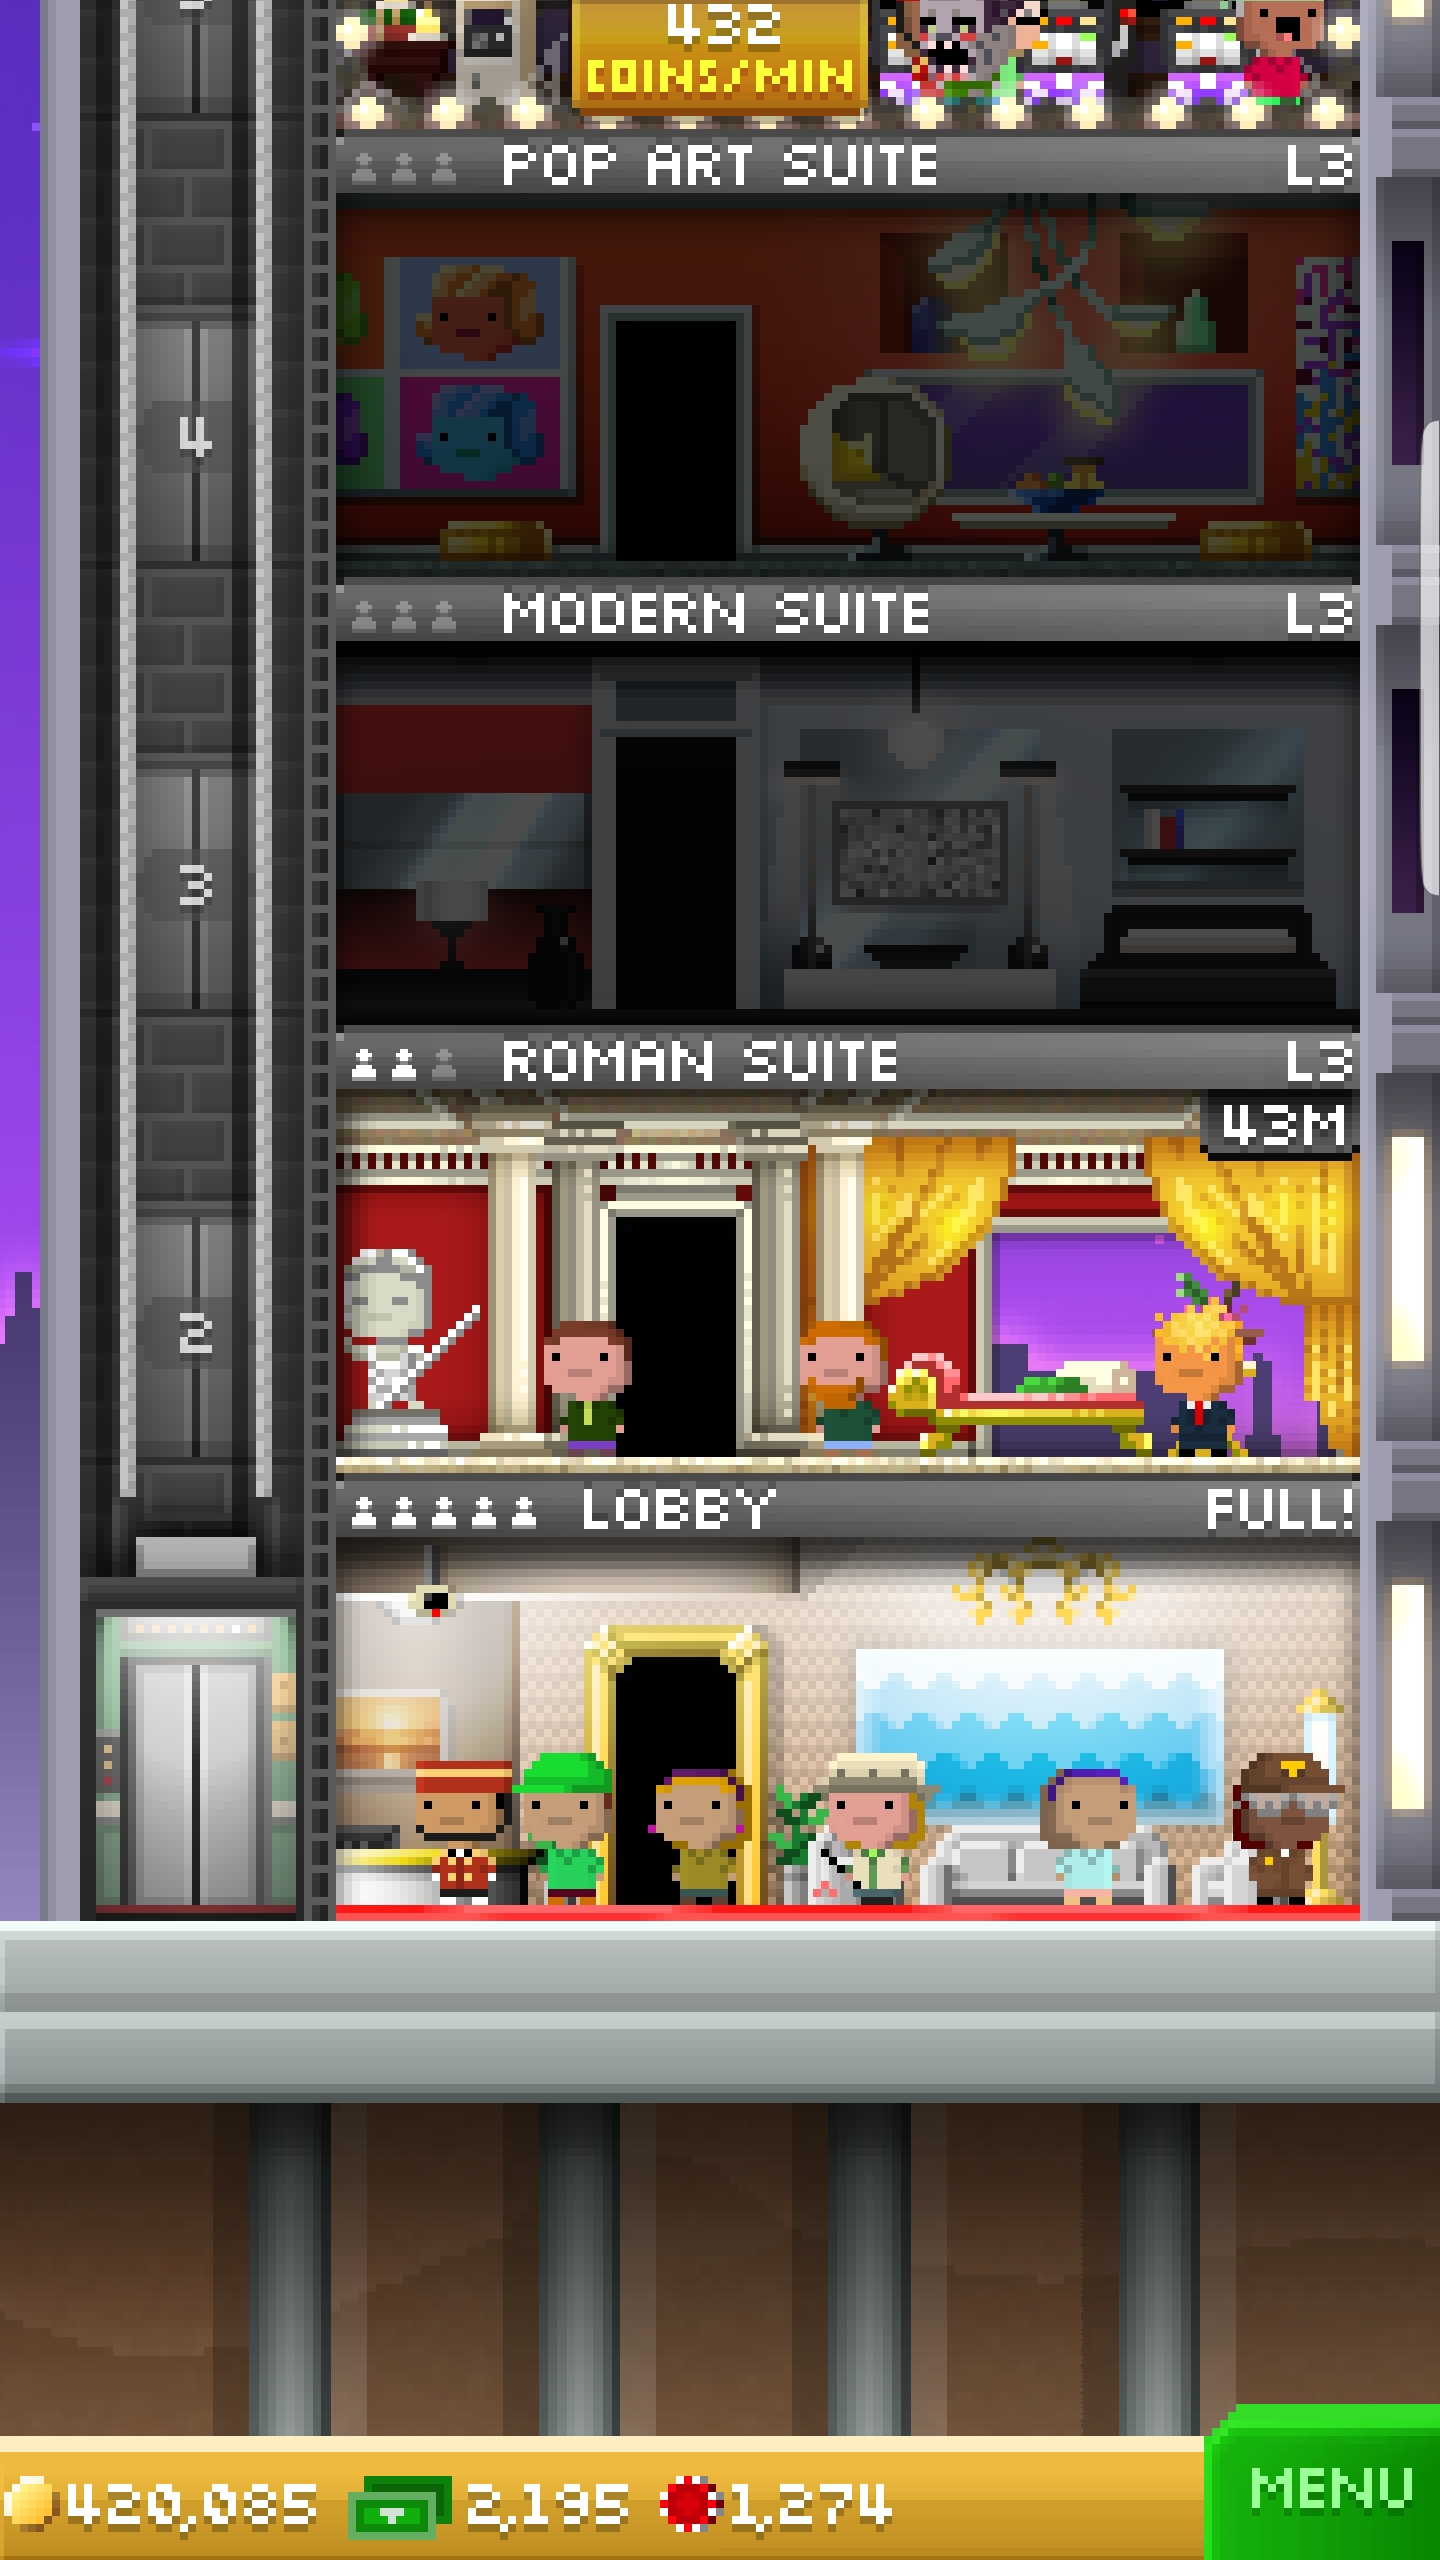 432
COINS/MIN
POP ART SUITE L3
4
MODERN SUITE L3
3
ROMAN SUITE L3
43M
2
LOBBY FULL!
420,085 2,195 1,274
MENU